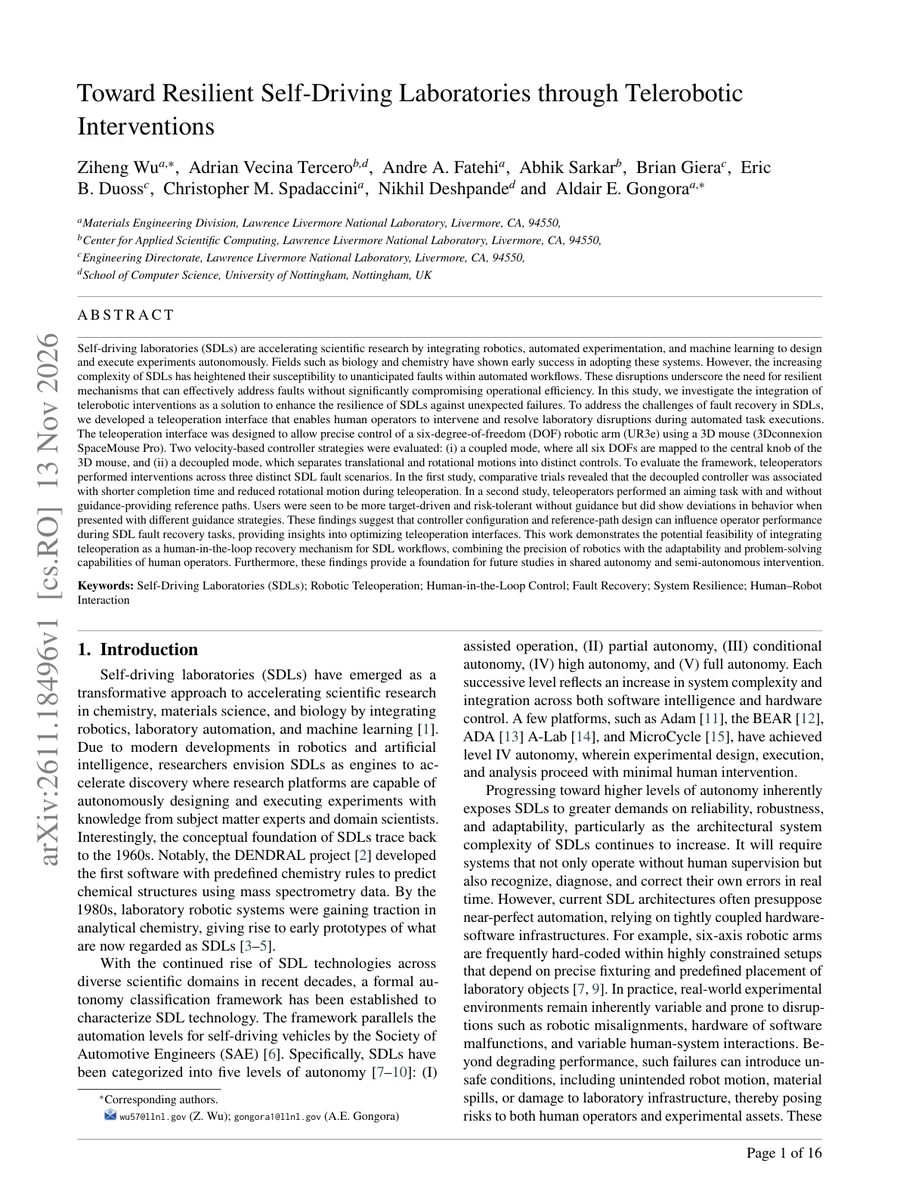 Toward Resilient Self-Driving Laboratories through Telerobotic
Interventions
Ziheng Wu^a,∗, Adrian Vecina Tercero^b,d, Andre A. Fatehi^a, Abhik Sarkar^b, Brian Giera^c, Eric
B. Duoss^c, Christopher M. Spadaccini^a, Nikhil Deshpande^d and Aldair E. Gongora^a,∗
^aMaterials Engineering Division, Lawrence Livermore National Laboratory, Livermore, CA, 94550,
^bCenter for Applied Scientific Computing, Lawrence Livermore National Laboratory, Livermore, CA, 94550,
^cEngineering Directorate, Lawrence Livermore National Laboratory, Livermore, CA, 94550,
^dSchool of Computer Science, University of Nottingham, Nottingham, UK
ABSTRACT
Self-driving laboratories (SDLs) are accelerating scientific research by integrating robotics, automated experimentation, and machine learning to design
and execute experiments autonomously. Fields such as biology and chemistry have shown early success in adopting these systems. However, the increasing
complexity of SDLs has heightened their susceptibility to unanticipated faults within automated workflows. These disruptions underscore the need for resilient
mechanisms that can effectively address faults without significantly compromising operational efficiency. In this study, we investigate the integration of
telerobotic interventions as a solution to enhance the resilience of SDLs against unexpected failures. To address the challenges of fault recovery in SDLs,
we developed a teleoperation interface that enables human operators to intervene and resolve laboratory disruptions during automated task executions.
The teleoperation interface was designed to allow precise control of a six-degree-of-freedom (DOF) robotic arm (UR3e) using a 3D mouse (3Dconnexion
SpaceMouse Pro). Two velocity-based controller strategies were evaluated: (i) a coupled mode, where all six DOFs are mapped to the central knob of the
3D mouse, and (ii) a decoupled mode, which separates translational and rotational motions into distinct controls. To evaluate the framework, teleoperators
performed interventions across three distinct SDL fault scenarios. In the first study, comparative trials revealed that the decoupled controller was associated
with shorter completion time and reduced rotational motion during teleoperation. In a second study, teleoperators performed an aiming task with and without
guidance-providing reference paths. Users were seen to be more target-driven and risk-tolerant without guidance but did show deviations in behavior when
presented with different guidance strategies. These findings suggest that controller configuration and reference-path design can influence operator performance
during SDL fault recovery tasks, providing insights into optimizing teleoperation interfaces. This work demonstrates the potential feasibility of integrating
teleoperation as a human-in-the-loop recovery mechanism for SDL workflows, combining the precision of robotics with the adaptability and problem-solving
capabilities of human operators. Furthermore, these findings provide a foundation for future studies in shared autonomy and semi-autonomous intervention.
Keywords: Self-Driving Laboratories (SDLs); Robotic Teleoperation; Human-in-the-Loop Control; Fault Recovery; System Resilience; Human–Robot
Interaction
1. Introduction
Self-driving laboratories (SDLs) have emerged as a
transformative approach to accelerating scientific research
in chemistry, materials science, and biology by integrating
robotics, laboratory automation, and machine learning [1].
Due to modern developments in robotics and artificial
intelligence, researchers envision SDLs as engines to ac-
celerate discovery where research platforms are capable of
autonomously designing and executing experiments with
knowledge from subject matter experts and domain scientists.
Interestingly, the conceptual foundation of SDLs trace back
to the 1960s. Notably, the DENDRAL project [2] developed
the first software with predefined chemistry rules to predict
chemical structures using mass spectrometry data. By the
1980s, laboratory robotic systems were gaining traction in
analytical chemistry, giving rise to early prototypes of what
are now regarded as SDLs [3–5].
With the continued rise of SDL technologies across
diverse scientific domains in recent decades, a formal au-
tonomy classification framework has been established to
characterize SDL technology. The framework parallels the
automation levels for self-driving vehicles by the Society of
Automotive Engineers (SAE) [6]. Specifically, SDLs have
been categorized into five levels of autonomy [7–10]: (I)
∗Corresponding authors.
wu57@llnl.gov (Z. Wu); gongora1@llnl.gov (A.E. Gongora)
assisted operation, (II) partial autonomy, (III) conditional
autonomy, (IV) high autonomy, and (V) full autonomy. Each
successive level reflects an increase in system complexity and
integration across both software intelligence and hardware
control. A few platforms, such as Adam [11], the BEAR [12],
ADA [13] A-Lab [14], and MicroCycle [15], have achieved
level IV autonomy, wherein experimental design, execution,
and analysis proceed with minimal human intervention.
Progressing toward higher levels of autonomy inherently
exposes SDLs to greater demands on reliability, robustness,
and adaptability, particularly as the architectural system
complexity of SDLs continues to increase. It will require
systems that not only operate without human supervision but
also recognize, diagnose, and correct their own errors in real
time. However, current SDL architectures often presuppose
near-perfect automation, relying on tightly coupled hardware-
software infrastructures. For example, six-axis robotic arms
are frequently hard-coded within highly constrained setups
that depend on precise fixturing and predefined placement of
laboratory objects [7, 9]. In practice, real-world experimental
environments remain inherently variable and prone to disrup-
tions such as robotic misalignments, hardware of software
malfunctions, and variable human-system interactions. Be-
yond degrading performance, such failures can introduce un-
safe conditions, including unintended robot motion, material
spills, or damage to laboratory infrastructure, thereby posing
risks to both human operators and experimental assets. These
Page 1 of 16
arXiv:2611.18496v1 [cs.RO] 13 Nov 2026